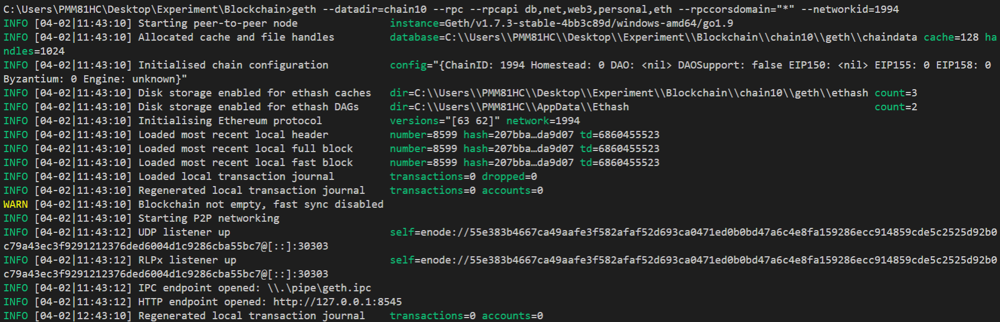 C:\Users\PMM81HC\Desktop\Experiment\Blockchain>geth --datadir=chain10 --rpc --rpcapi db,net,web3,personal,eth --rpccorsdomain="*" --networkid=1994
INFO [04-02|11:43:10] Starting peer-to-peer node instance=Geth/v1.7.3-stable-4bb3c89d/windows-amd64/go1.9
INFO [04-02|11:43:10] Allocated cache and file handles database=C:\\Users\\PMM81HC\\Desktop\\Experiment\\Blockchain\\chain10\\geth\\chaindata cache=128 ha
ndles=1024
INFO [04-02|11:43:10] Initialised chain configuration config="{ChainID: 1994 Homestead: 0 DAO: <nil> DAOSupport: false EIP150: <nil> EIP155: 0 EIP158: 0
Byzantium: 0 Engine: unknown}"
INFO [04-02|11:43:10] Disk storage enabled for ethash caches dir=C:\\Users\\PMM81HC\\Desktop\\Experiment\\Blockchain\\chain10\\geth\\ethash count=3
INFO [04-02|11:43:10] Disk storage enabled for ethash DAGs dir=C:\\Users\\PMM81HC\\AppData\\Ethash count=2
INFO [04-02|11:43:10] Initialising Ethereum protocol versions="[63 62]" network=1994
INFO [04-02|11:43:10] Loaded most recent local header number=8599 hash=207bba…da9d07 td=6860455523
INFO [04-02|11:43:10] Loaded most recent local full block number=8599 hash=207bba…da9d07 td=6860455523
INFO [04-02|11:43:10] Loaded most recent local fast block number=8599 hash=207bba…da9d07 td=6860455523
INFO [04-02|11:43:10] Loaded local transaction journal transactions=0 dropped=0
INFO [04-02|11:43:10] Regenerated local transaction journal transactions=0 accounts=0
WARN [04-02|11:43:10] Blockchain not empty, fast sync disabled
INFO [04-02|11:43:10] Starting P2P networking
INFO [04-02|11:43:12] UDP listener up self=enode://55e383b4667ca49aafe3f582afaf52d693ca0471ed0b0bd47a6c4e8fa159286ecc914859cde5c2525d92b0
c79a43ec3f9291212376ded6004d1c9286cba55bc7@[::]:30303
INFO [04-02|11:43:12] RLPx listener up self=enode://55e383b4667ca49aafe3f582afaf52d693ca0471ed0b0bd47a6c4e8fa159286ecc914859cde5c2525d92b0
c79a43ec3f9291212376ded6004d1c9286cba55bc7@[::]:30303
INFO [04-02|11:43:12] IPC endpoint opened: \\.\pipe\geth.ipc
INFO [04-02|11:43:12] HTTP endpoint opened: http://127.0.0.1:8545
INFO [04-02|12:43:10] Regenerated local transaction journal transactions=0 accounts=0